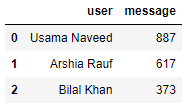 user message
0 Usama Naveed 887
1 Arshia Rauf 617
2 Bilal Khan 373